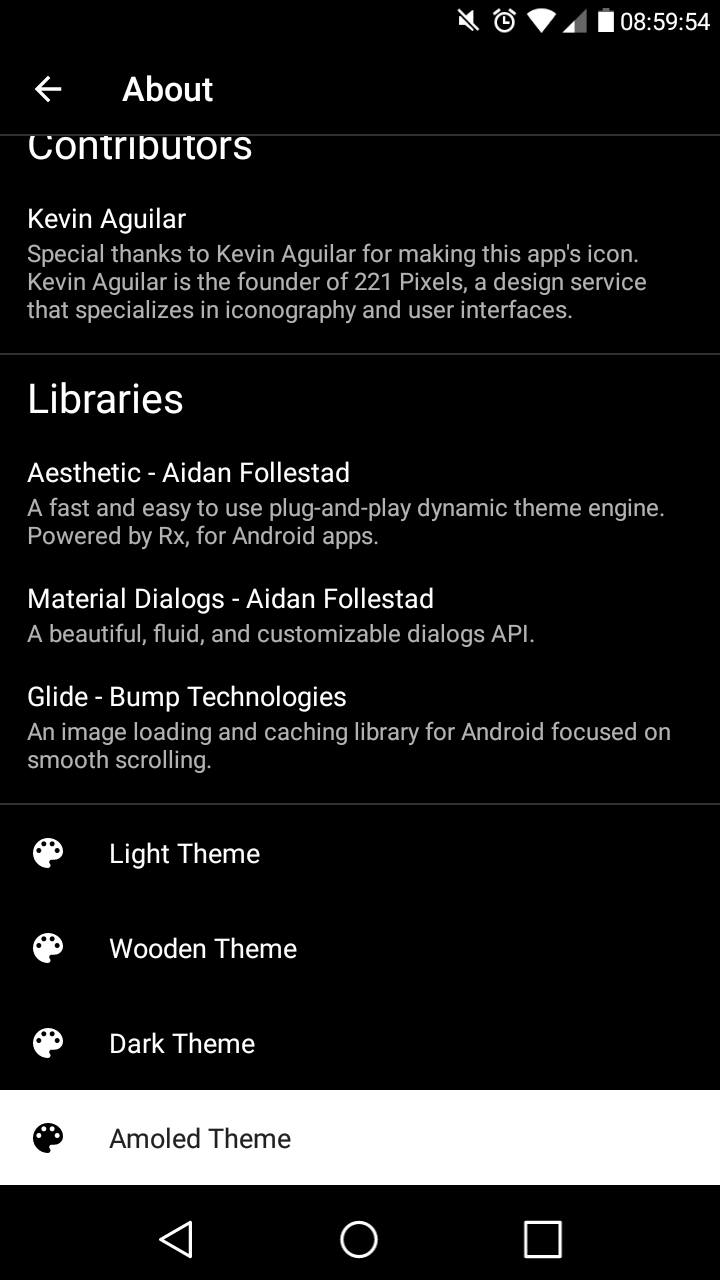 08:59:54
About
Contributors
Kevin Aguilar
Special thanks to Kevin Aguilar for making this app's icon.
Kevin Aguilar is the founder of 221 Pixels, a design service
that specializes in iconography and user interfaces.
Libraries
Aesthetic - Aidan Follestad
A fast and easy to use plug-and-play dynamic theme engine.
Powered by Rx, for Android apps.
Material Dialogs - Aidan Follestad
A beautiful, fluid, and customizable dialogs API.
Glide - Bump Technologies
An image loading and caching library for Android focused on
smooth scrolling.
Light Theme
Wooden Theme
Dark Theme
Amoled Theme